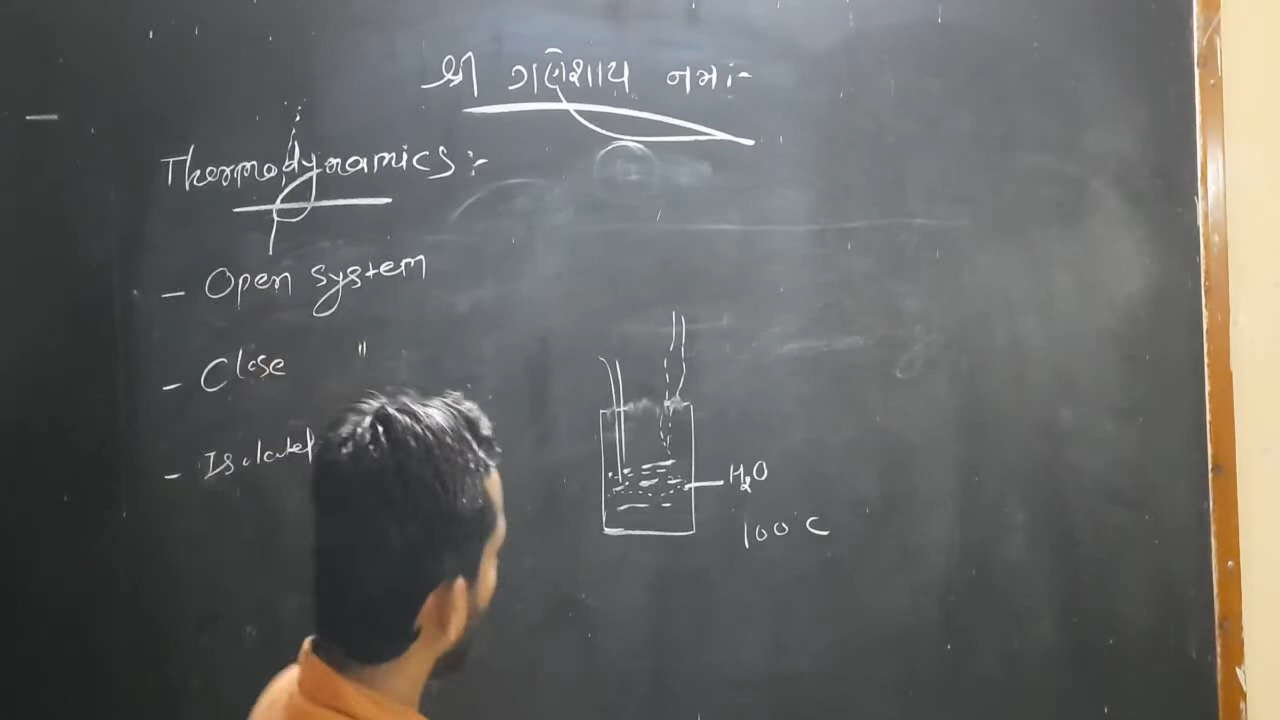 શ્રી ગણેશાય નમઃ-
Thermodynamics :-
- Open system
- Close "
- Isolated
H₂O
100 C